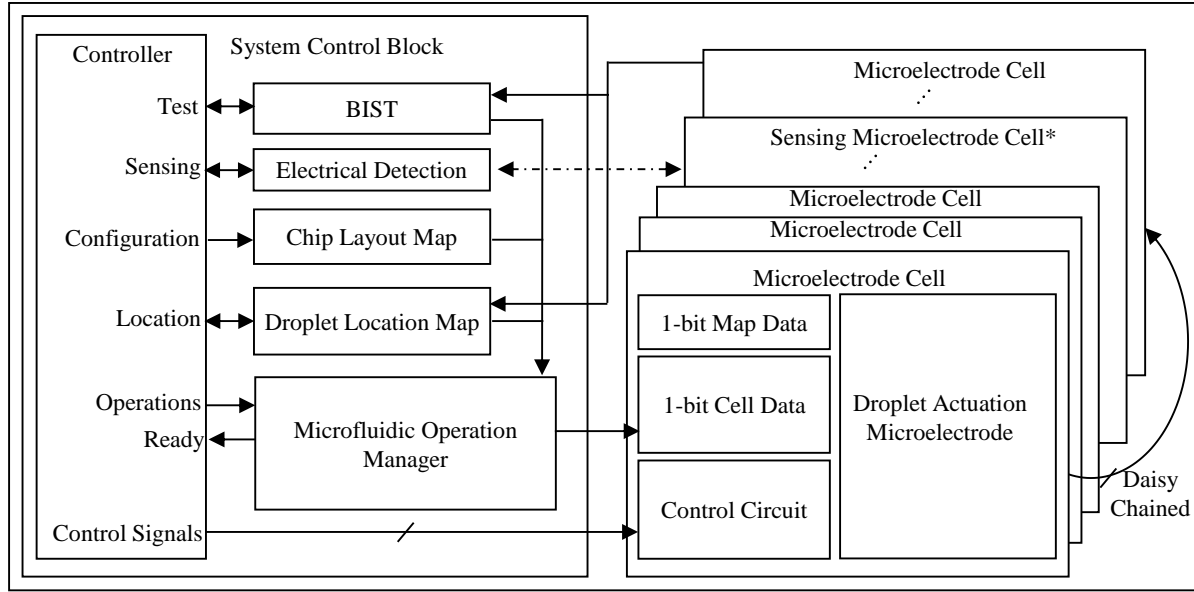 System Control Block
Controller
Test
BIST
Sensing
Electrical Detection
Configuration
Chip Layout Map
Location
Droplet Location Map
Operations
Ready
Microfluidic Operation
Manager
Control Signals
Microelectrode Cell
...
Sensing Microelectrode Cell*
...
Microelectrode Cell
Microelectrode Cell
Microelectrode Cell
1-bit Map Data
1-bit Cell Data
Control Circuit
Droplet Actuation
Microelectrode
Daisy
Chained